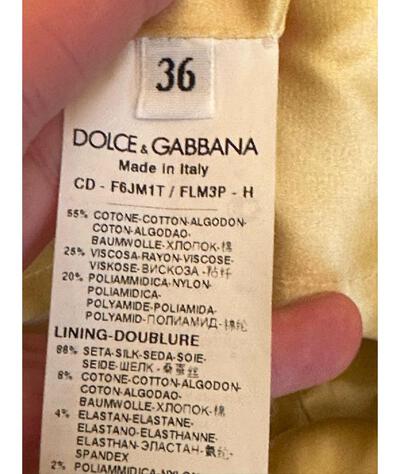 36
DOLCE & GABBANA
Made in Italy
CD - F6JM1T / FLM3P - H
55% COTONE-COTTON-ALGODON-
COTON-ALGODAO-
BAUMWOLLE-ХЛОПОК-棉
25% VISCOSA-RAYON-VISCOSE-
VISKOSE-ВИСКОЗА-粘纤
20% POLIAMMIDICA-NYLON-
POLIAMIDICA-
POLYAMIDE-POLIAMIDA-
POLYAMID-ПОЛИАМИД-锦纶
LINING-DOUBLURE
86% SETA-SILK-SEDA-SOIE-
SEIDE-ШЕЛК-桑蚕丝
8% COTONE-COTTON-ALGODON-
COTON-ALGODAO-
BAUMWOLLE-ХЛОПОК-棉
4% ELASTAN-ELASTANE-
ELASTANO-ELASTHANNE-
ELASTHAN-ЭЛАСТАН-氨纶-
SPANDEX
2% POLIAMMIDICA-NYLON-